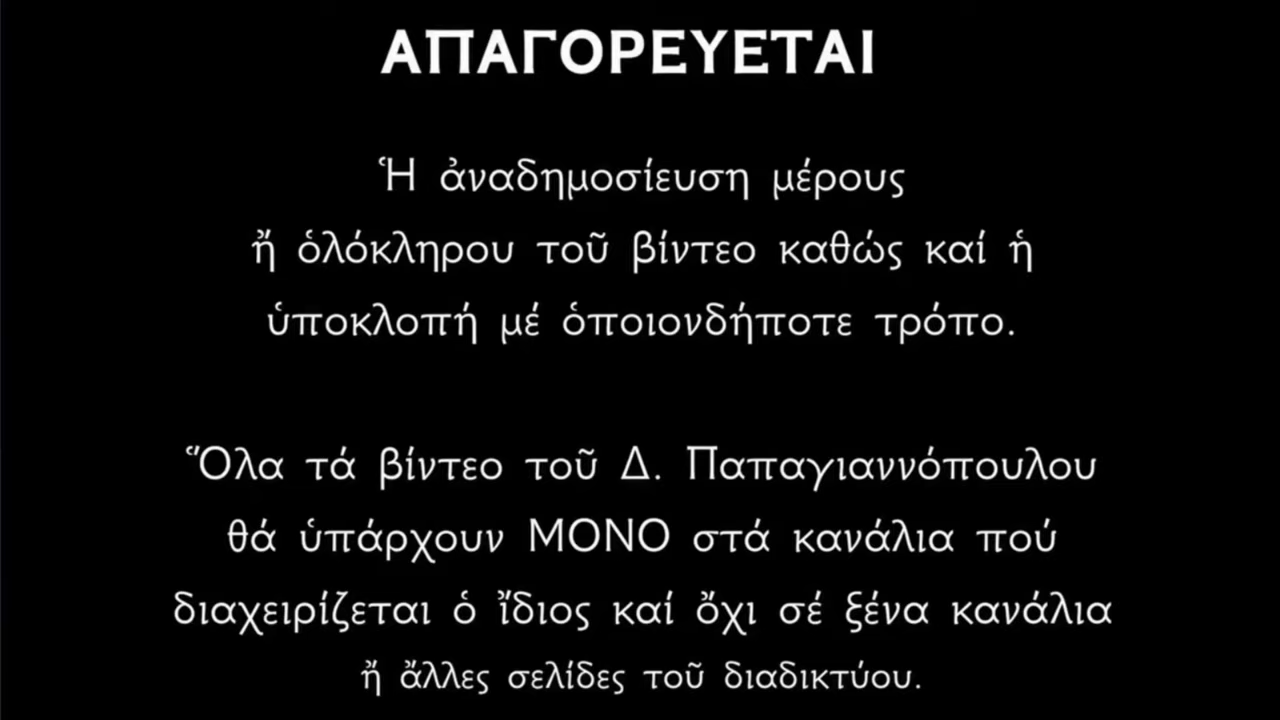 ΑΠΑΓΟΡΕΥΕΤΑΙ
Ἡ ἀναδημοσίευση μέρους
ἤ ὁλόκληρου τοῦ βίντεο καθώς καί ἡ
ὑποκλοπή μέ ὁποιονδήποτε τρόπο.
Ὅλα τά βίντεο τοῦ Δ. Παπαγιαννόπουλου
θά ὑπάρχουν ΜΟΝΟ στά κανάλια πού
διαχειρίζεται ὁ ἴδιος καί ὄχι σέ ξένα κανάλια
ἤ ἄλλες σελίδες τοῦ διαδικτύου.